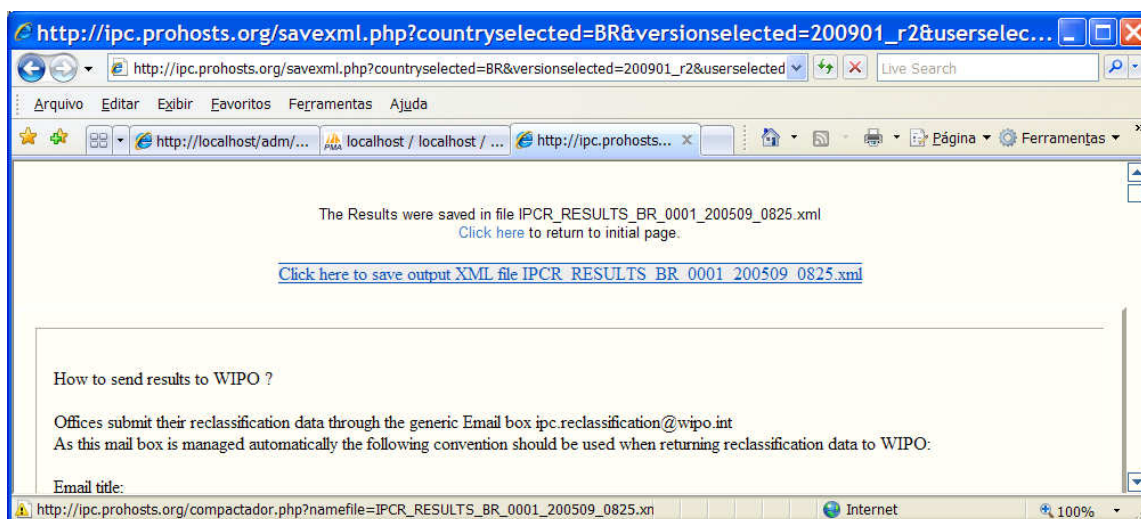 http://ipc.prohosts.org/savexml.php?countryselected=BR&versionselected=200901_r2&userselec...
http://ipc.prohosts.org/savexml.php?countryselected=BR&versionselected=200901_r2&userselected Live Search
Arquivo Editar Exibir Favoritos Ferramentas Ajuda
http://localhost/adm/... PMA localhost / localhost / ... http://ipc.prohosts... Página Ferramentas
The Results were saved in file IPCR_RESULTS_BR_0001_200509_0825.xml
Click here to return to initial page.
Click here to save output XML file IPCR_RESULTS_BR_0001_200509_0825.xml
How to send results to WIPO ?
Offices submit their reclassification data through the generic Email box ipc.reclassification@wipo.int
As this mail box is managed automatically the following convention should be used when returning reclassification data to WIPO:
Email title:
http://ipc.prohosts.org/compactador.php?namefile=IPCR_RESULTS_BR_0001_200509_0825.xn Internet 100%